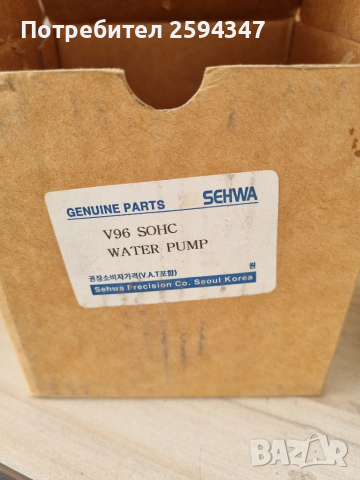 Потребител 2594347
GENUINE PARTS SEHWA
V96 SOHC
WATER PUMP
권장소비자가격(V.A.T포함) 원
Sehwa Precision Co. Seoul Korea
BAZAR